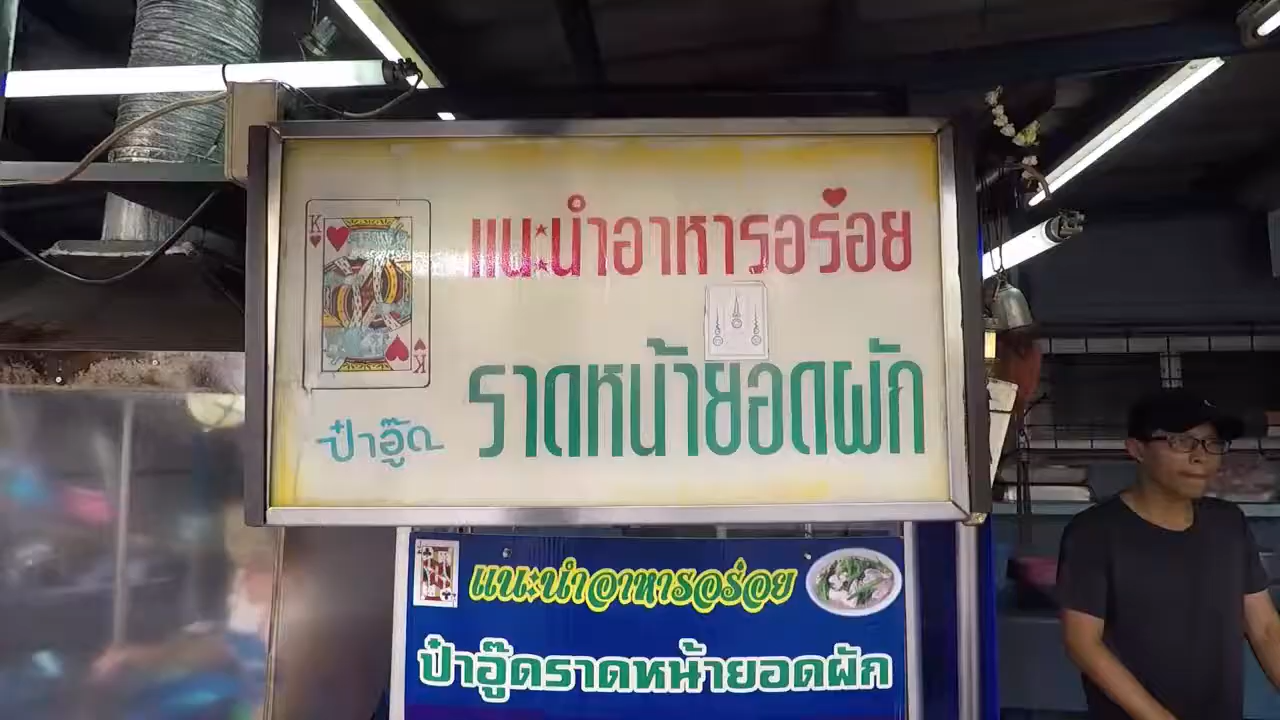 K
แนะนำอาหารอร่อย
ราดหน้ายอดผัก
K
ป๋าอู๊ด
แนะนำอาหารอร่อย
ป๋าอู๊ดราดหน้ายอดผัก